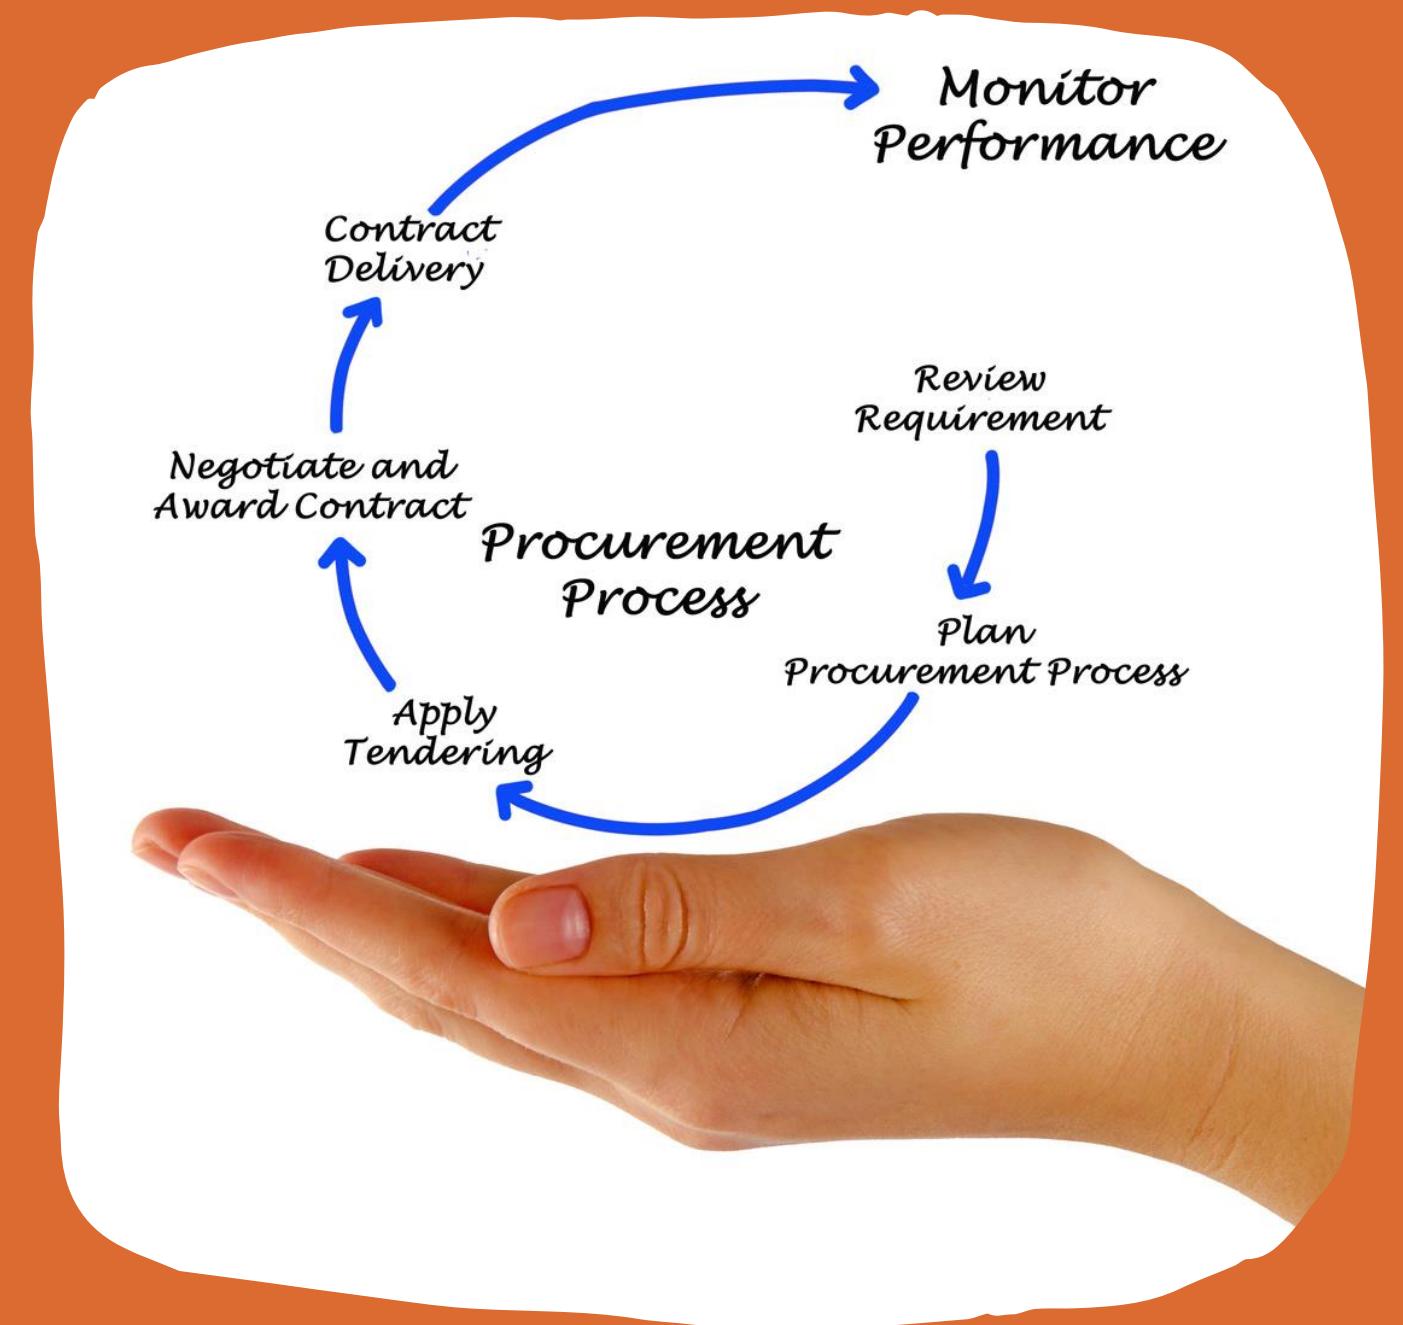 Monitor
Performance
Contract
Delivery
Review
Requirement
Negotiate and
Award Contract
Procurement
Process
Plan
Procurement Process
Apply
Tendering